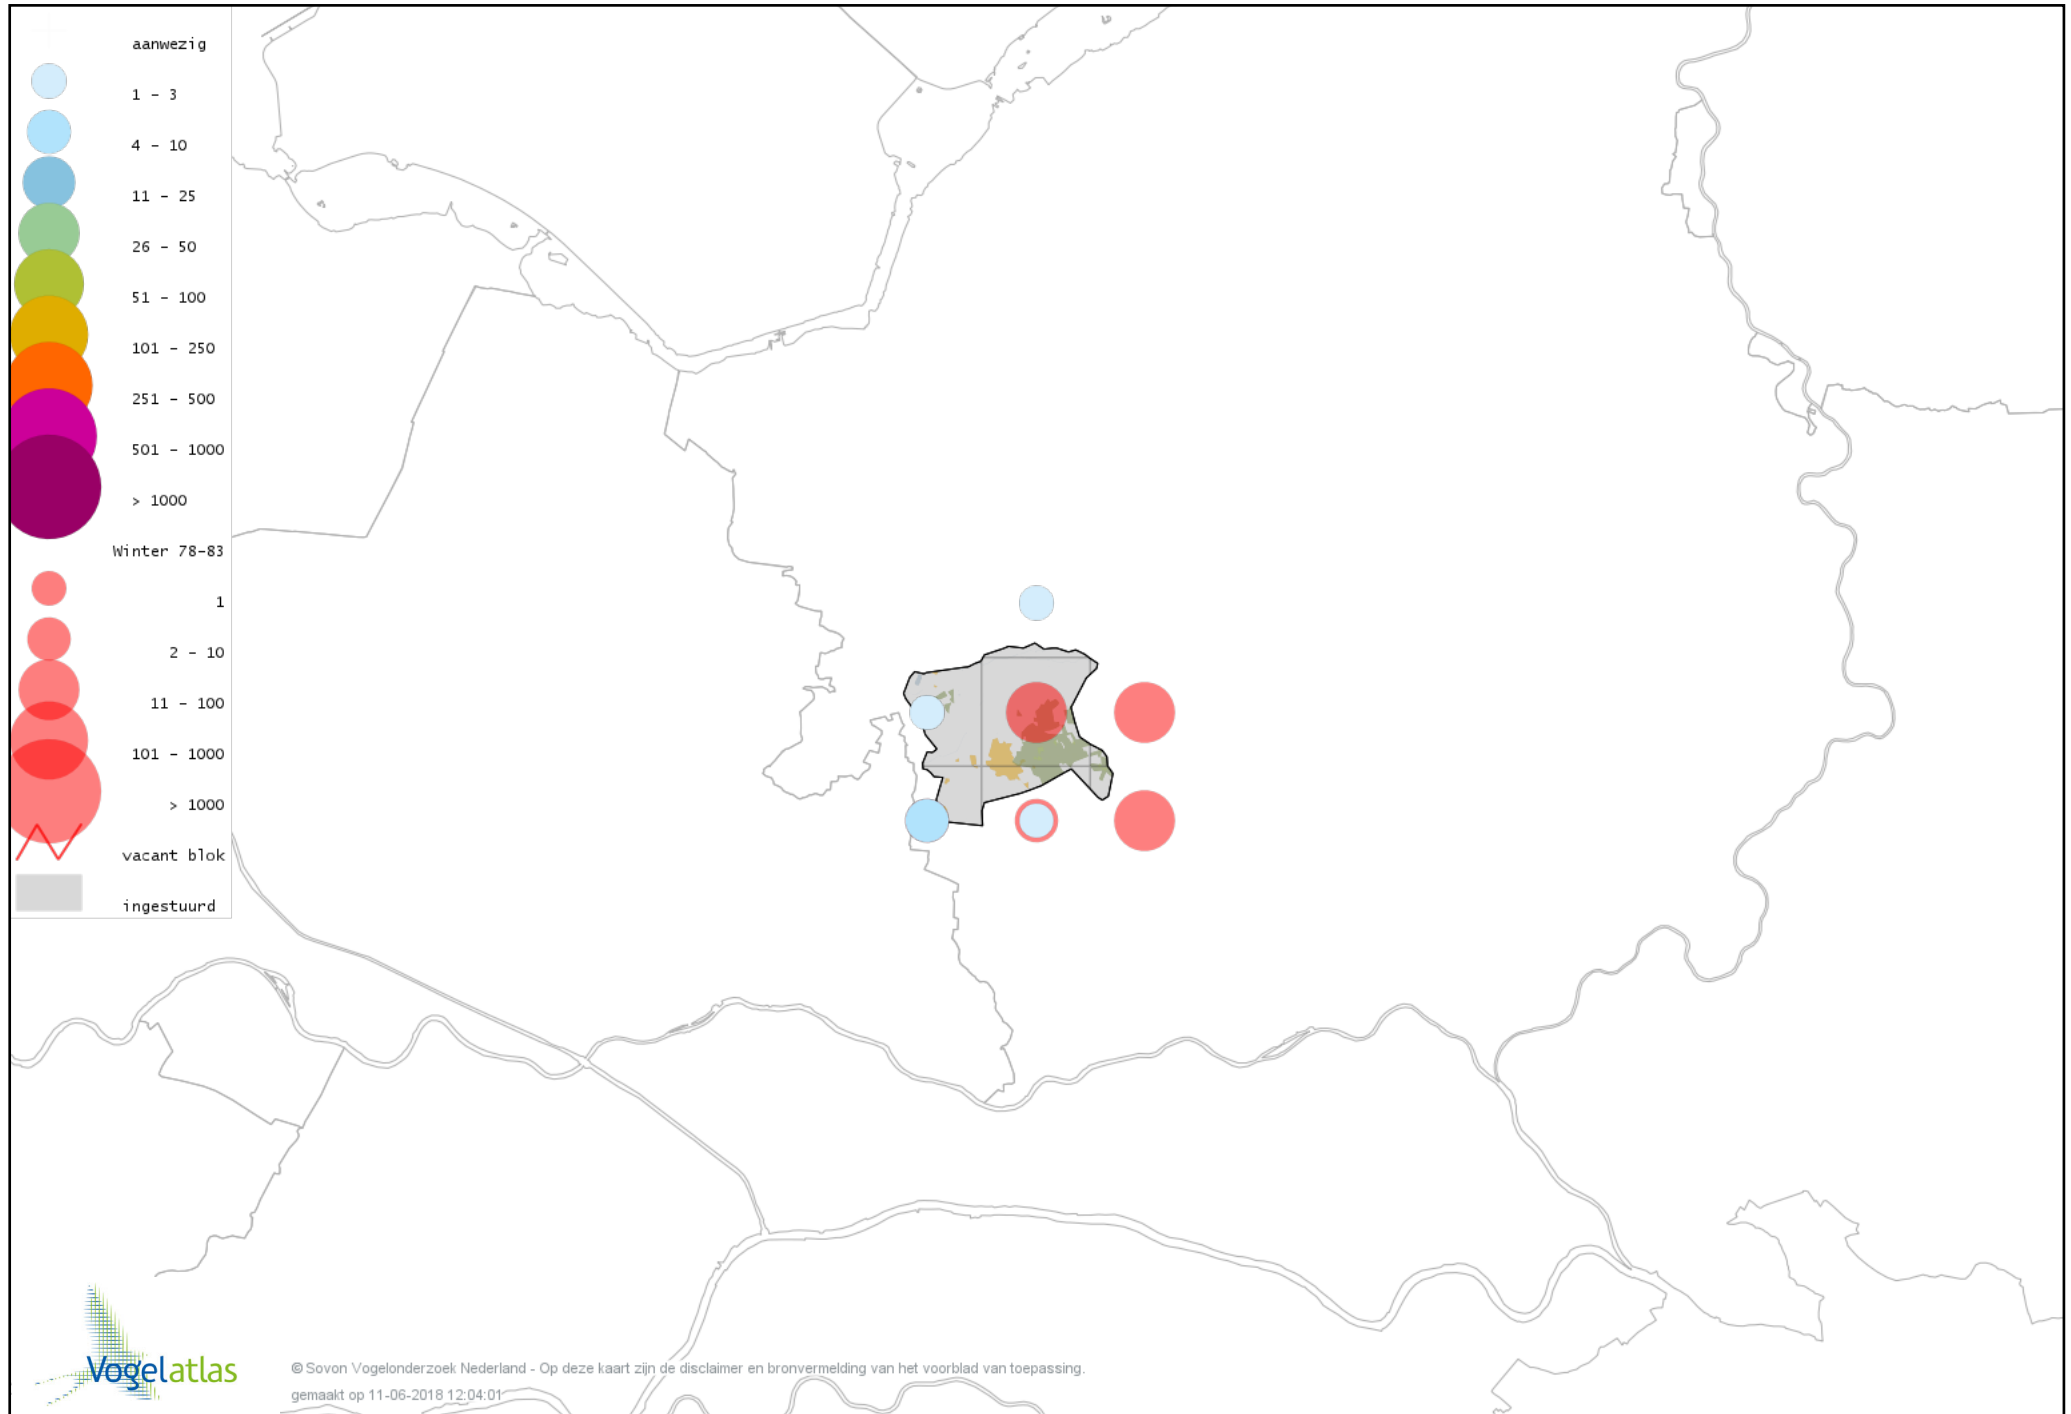 aanwezig
1 - 3
4 - 10
11 - 25
26 - 50
51 - 100
101 - 250
251 - 500
501 - 1000
> 1000
Winter 78-83
1
2 - 10
11 - 100
101 - 1000
> 1000
vacant blok
ingestuurd
Vogelatlas
© Sovon Vogelonderzoek Nederland - Op deze kaart zijn de disclaimer en bronvermelding van het voorblad van toepassing.
gemaakt op 11-06-2018 12:04:01